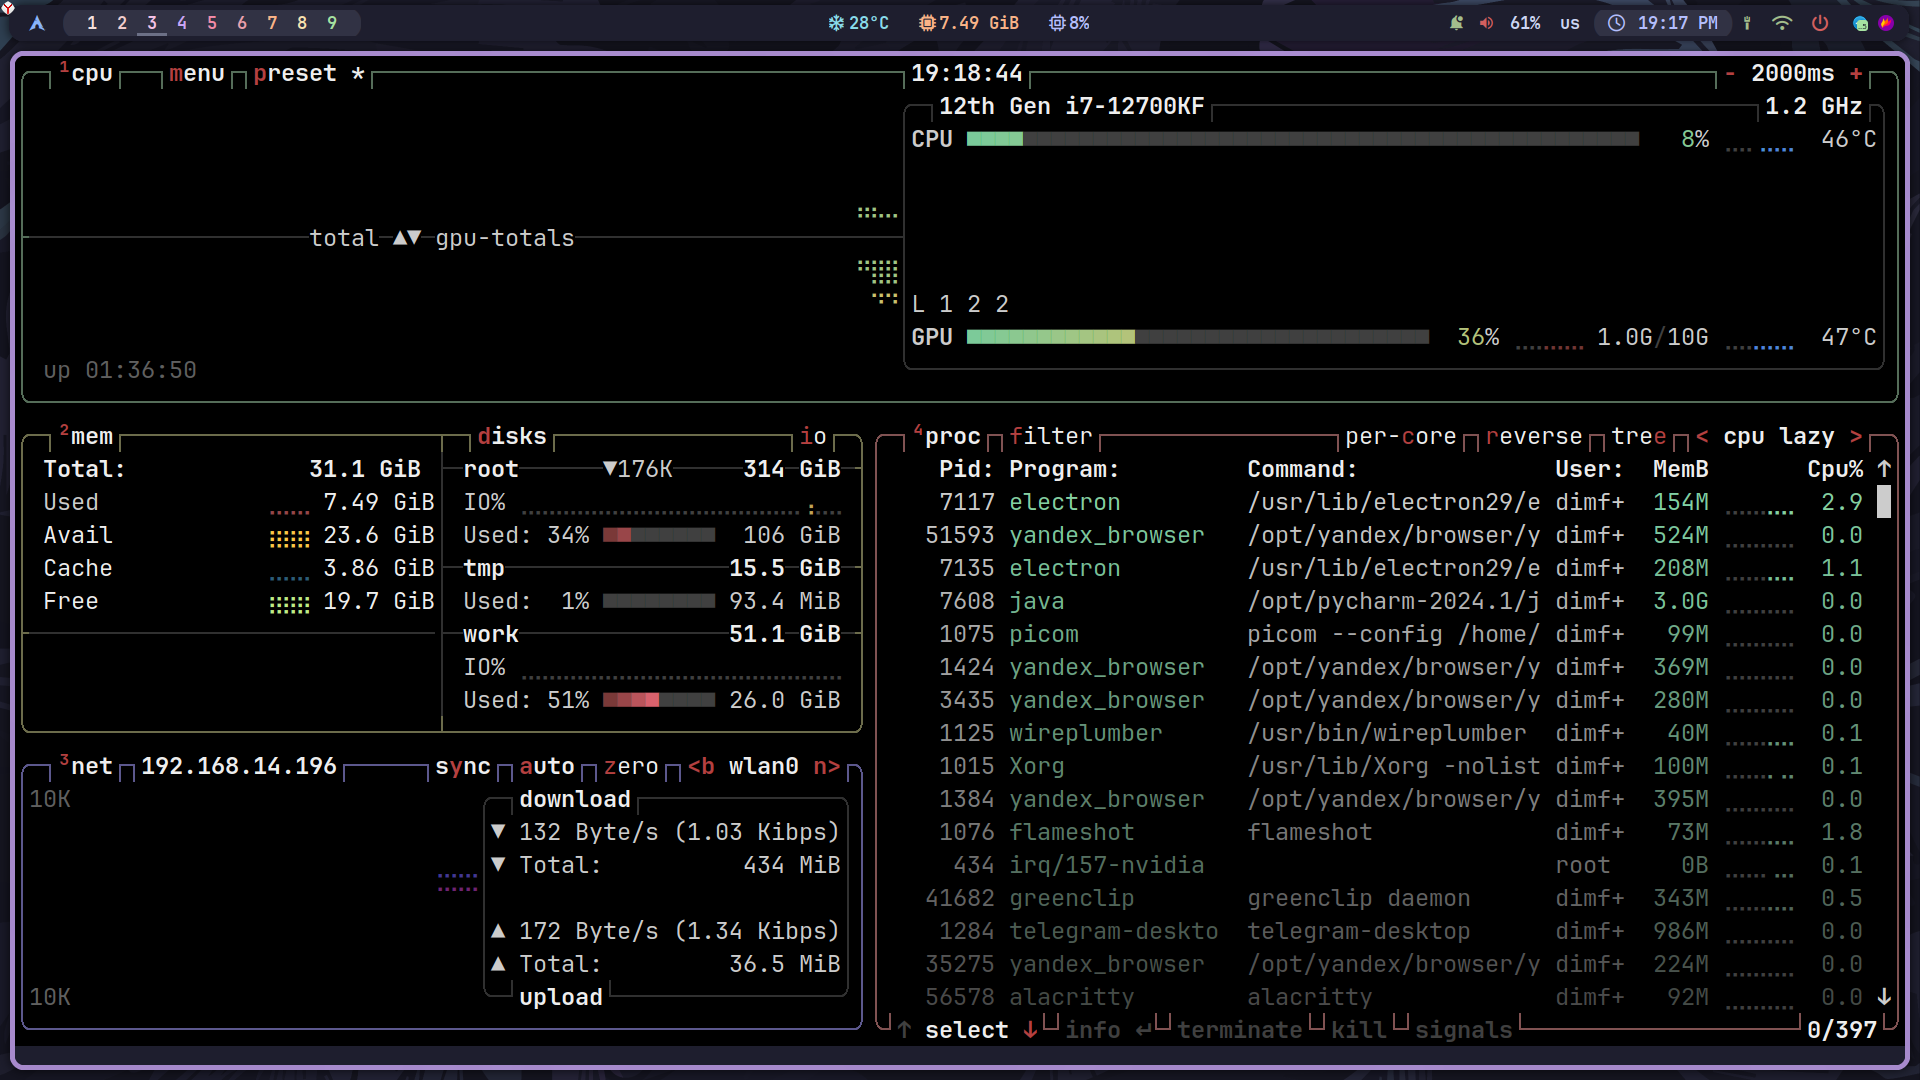 1 2 3 4 5 6 7 8 9 28°C 7.49 GiB 8% 61% us 19:17 PM
1cpu menu preset * 19:18:44 - 2000ms +
12th Gen i7-12700KF 1.2 GHz
CPU 8% 46°C
total ▲▼ gpu-totals
L 1 2 2
GPU 36% 1.0G/10G 47°C
up 01:36:50
2mem disks io
Total: 31.1 GiB root ▼176K 314 GiB
Used 7.49 GiB IO%
Avail 23.6 GiB Used: 34% 106 GiB
Cache 3.86 GiB tmp 15.5 GiB
Free 19.7 GiB Used: 1% 93.4 MiB
work 51.1 GiB
IO%
Used: 51% 26.0 GiB
3net 192.168.14.196 sync auto zero <b wlan0 n>
10K
download
▼ 132 Byte/s (1.03 Kibps)
▼ Total: 434 MiB
▲ 172 Byte/s (1.34 Kibps)
▲ Total: 36.5 MiB
10K
upload
4proc filter per-core reverse tree < cpu lazy >
Pid: Program: Command: User: MemB Cpu% ↑
7117 electron /usr/lib/electron29/e dimf+ 154M 2.9
51593 yandex_browser /opt/yandex/browser/y dimf+ 524M 0.0
7135 electron /usr/lib/electron29/e dimf+ 208M 1.1
7608 java /opt/pycharm-2024.1/j dimf+ 3.0G 0.0
1075 picom picom --config /home/ dimf+ 99M 0.0
1424 yandex_browser /opt/yandex/browser/y dimf+ 369M 0.0
3435 yandex_browser /opt/yandex/browser/y dimf+ 280M 0.0
1125 wireplumber /usr/bin/wireplumber dimf+ 40M 0.1
1015 Xorg /usr/lib/Xorg -nolist dimf+ 100M 0.1
1384 yandex_browser /opt/yandex/browser/y dimf+ 395M 0.0
1076 flameshot flameshot dimf+ 73M 1.8
434 irq/157-nvidia root 0B 0.1
41682 greenclip greenclip daemon dimf+ 343M 0.5
1284 telegram-deskto telegram-desktop dimf+ 986M 0.0
35275 yandex_browser /opt/yandex/browser/y dimf+ 224M 0.0
56578 alacritty alacritty dimf+ 92M 0.0 ↓
↑ select ↓ info ↵ terminate kill signals 0/397